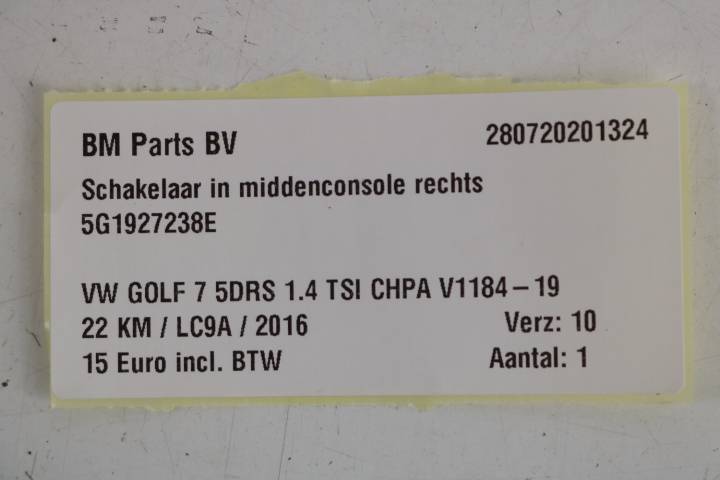 BM Parts BV 280720201324
Schakelaar in middenconsole rechts
5G1927238E
VW GOLF 7 5DRS 1.4 TSI CHPA V1184-19
22 KM / LC9A / 2016 Verz: 10
15 Euro incl. BTW Aantal: 1